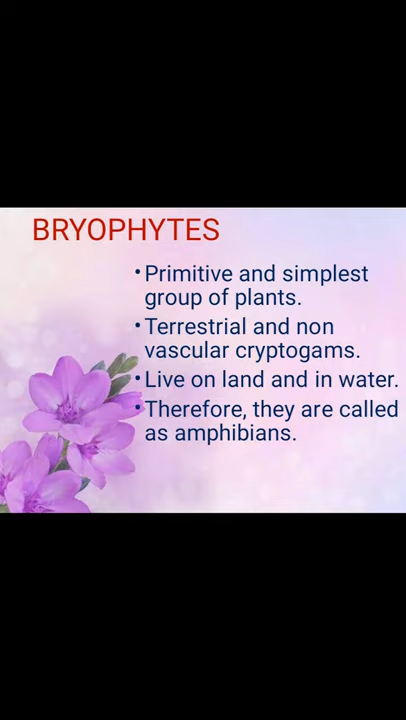 BRYOPHYTES
•Primitive and simplest
group of plants.
•Terrestrial and non
vascular cryptogams.
•Live on land and in water.
•Therefore, they are called
as amphibians.